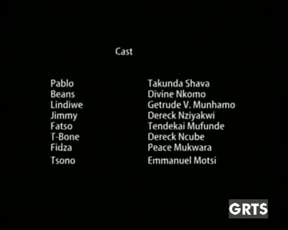 Cast
Pablo Takunda Shava
Beans Divine Nkomo
Lindiwe Getrude V. Munhamo
Jimmy Dereck Nziyakwi
Fatso Tendekai Mufunde
T-Bone Dereck Ncube
Fidza Peace Mukwara
Tsono Emmanuel Motsi
GRTS